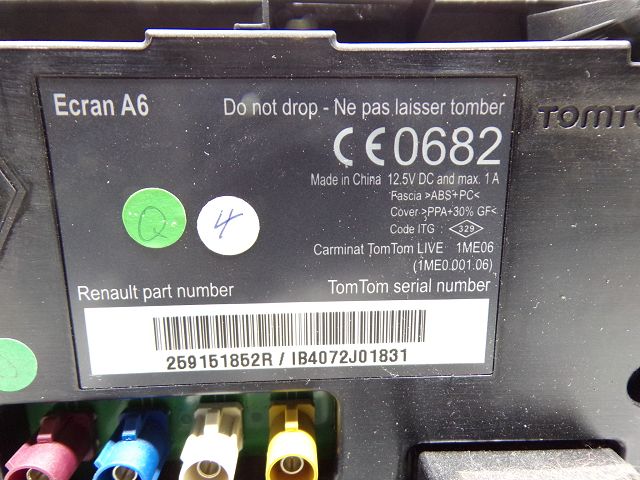 Ecran A6 Do not drop - Ne pas laisser tomber
TOMTO
CE0682
Made in China 12.5V DC and max. 1 A
Fascia >ABS+PC<
Cover >PPA+30% GF<
Code ITG : 329
Q 4
Carminat TomTom LIVE 1ME06
(1ME0.001.06)
Renault part number TomTom serial number
259151852R / IB4072J01831